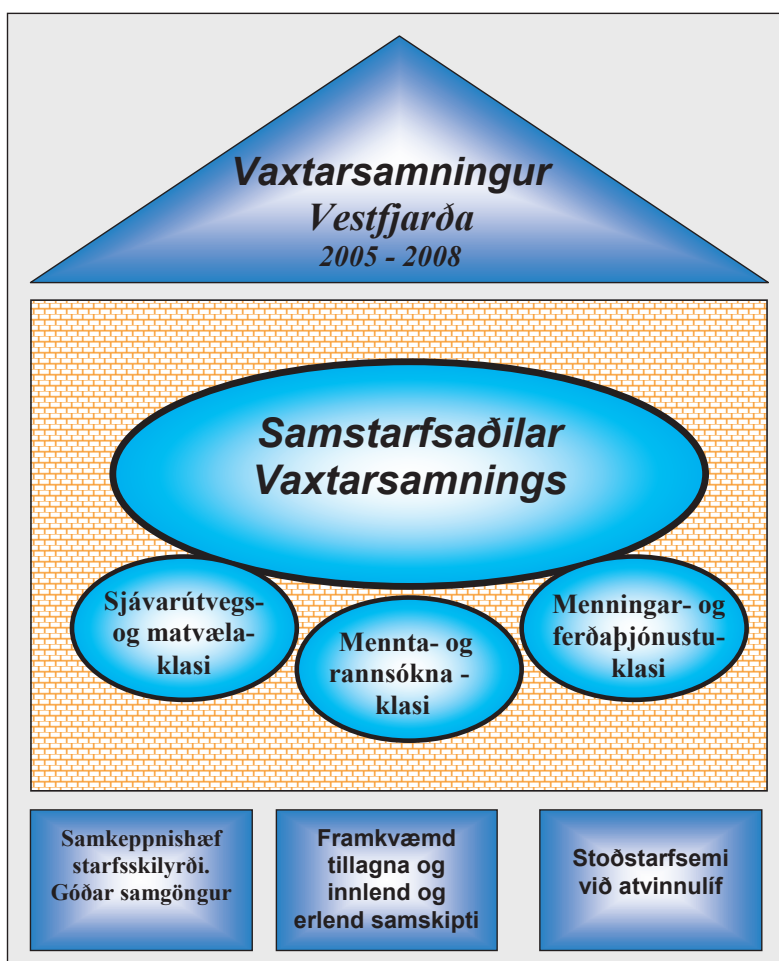 Vaxtarsamningur
Vestfjarða
2005 - 2008
Samstarfsaðilar
Vaxtarsamnings
Sjávarútvegs-
og matvæla-
klasi
Mennta- og
rannsókna -
klasi
Menningar- og
ferðaþjónustu-
klasi
Samkeppnishæf
starfsskilyrði.
Góðar samgöngur
Framkvæmd
tillagna og
innlend og
erlend samskipti
Stoðstarfsemi
við atvinnulíf